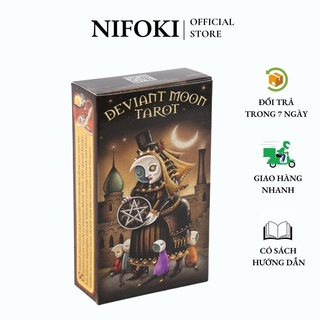 NIFOKI
OFFICIAL
STORE
DEVIANT MOON
TAROT
ĐỔI TRẢ
TRONG 7 NGÀY
GIAO HÀNG
NHANH
CÓ SÁCH
HƯỚNG DẪN